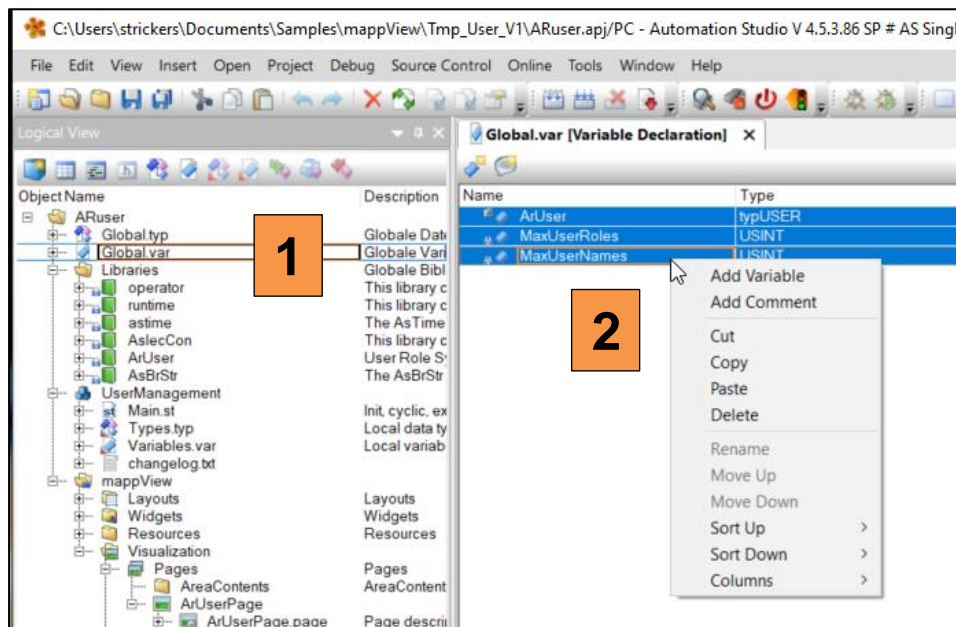 C:\Users\strickers\Documents\Samples\mappView\Tmp_User_V1\ARuser.apj/PC - Automation Studio V 4.5.3.86 SP # AS Singl
File Edit View Insert Open Project Debug Source Control Online Tools Window Help
Logical View
Object Name Description
ARuser
Global.typ Globale Date
Global.var Globale Vari
Libraries Globale Bibl
operator This library c
runtime This library c
astime The AsTime
AsIecCon This library c
ArUser User Role Sy
AsBrStr The AsBrStr
UserManagement
Main.st Init, cyclic, ex
Types.typ Local data ty
Variables.var Local variab
changelog.txt
mappView
Layouts Layouts
Widgets Widgets
Resources Resources
Visualization
Pages Pages
AreaContents AreaContent
ArUserPage
ArUserPage.page Page descri
1
Global.var [Variable Declaration]
Name Type
ArUser typUSER
MaxUserRoles USINT
MaxUserNames USINT
2
Add Variable
Add Comment
Cut
Copy
Paste
Delete
Rename
Move Up
Move Down
Sort Up
Sort Down
Columns